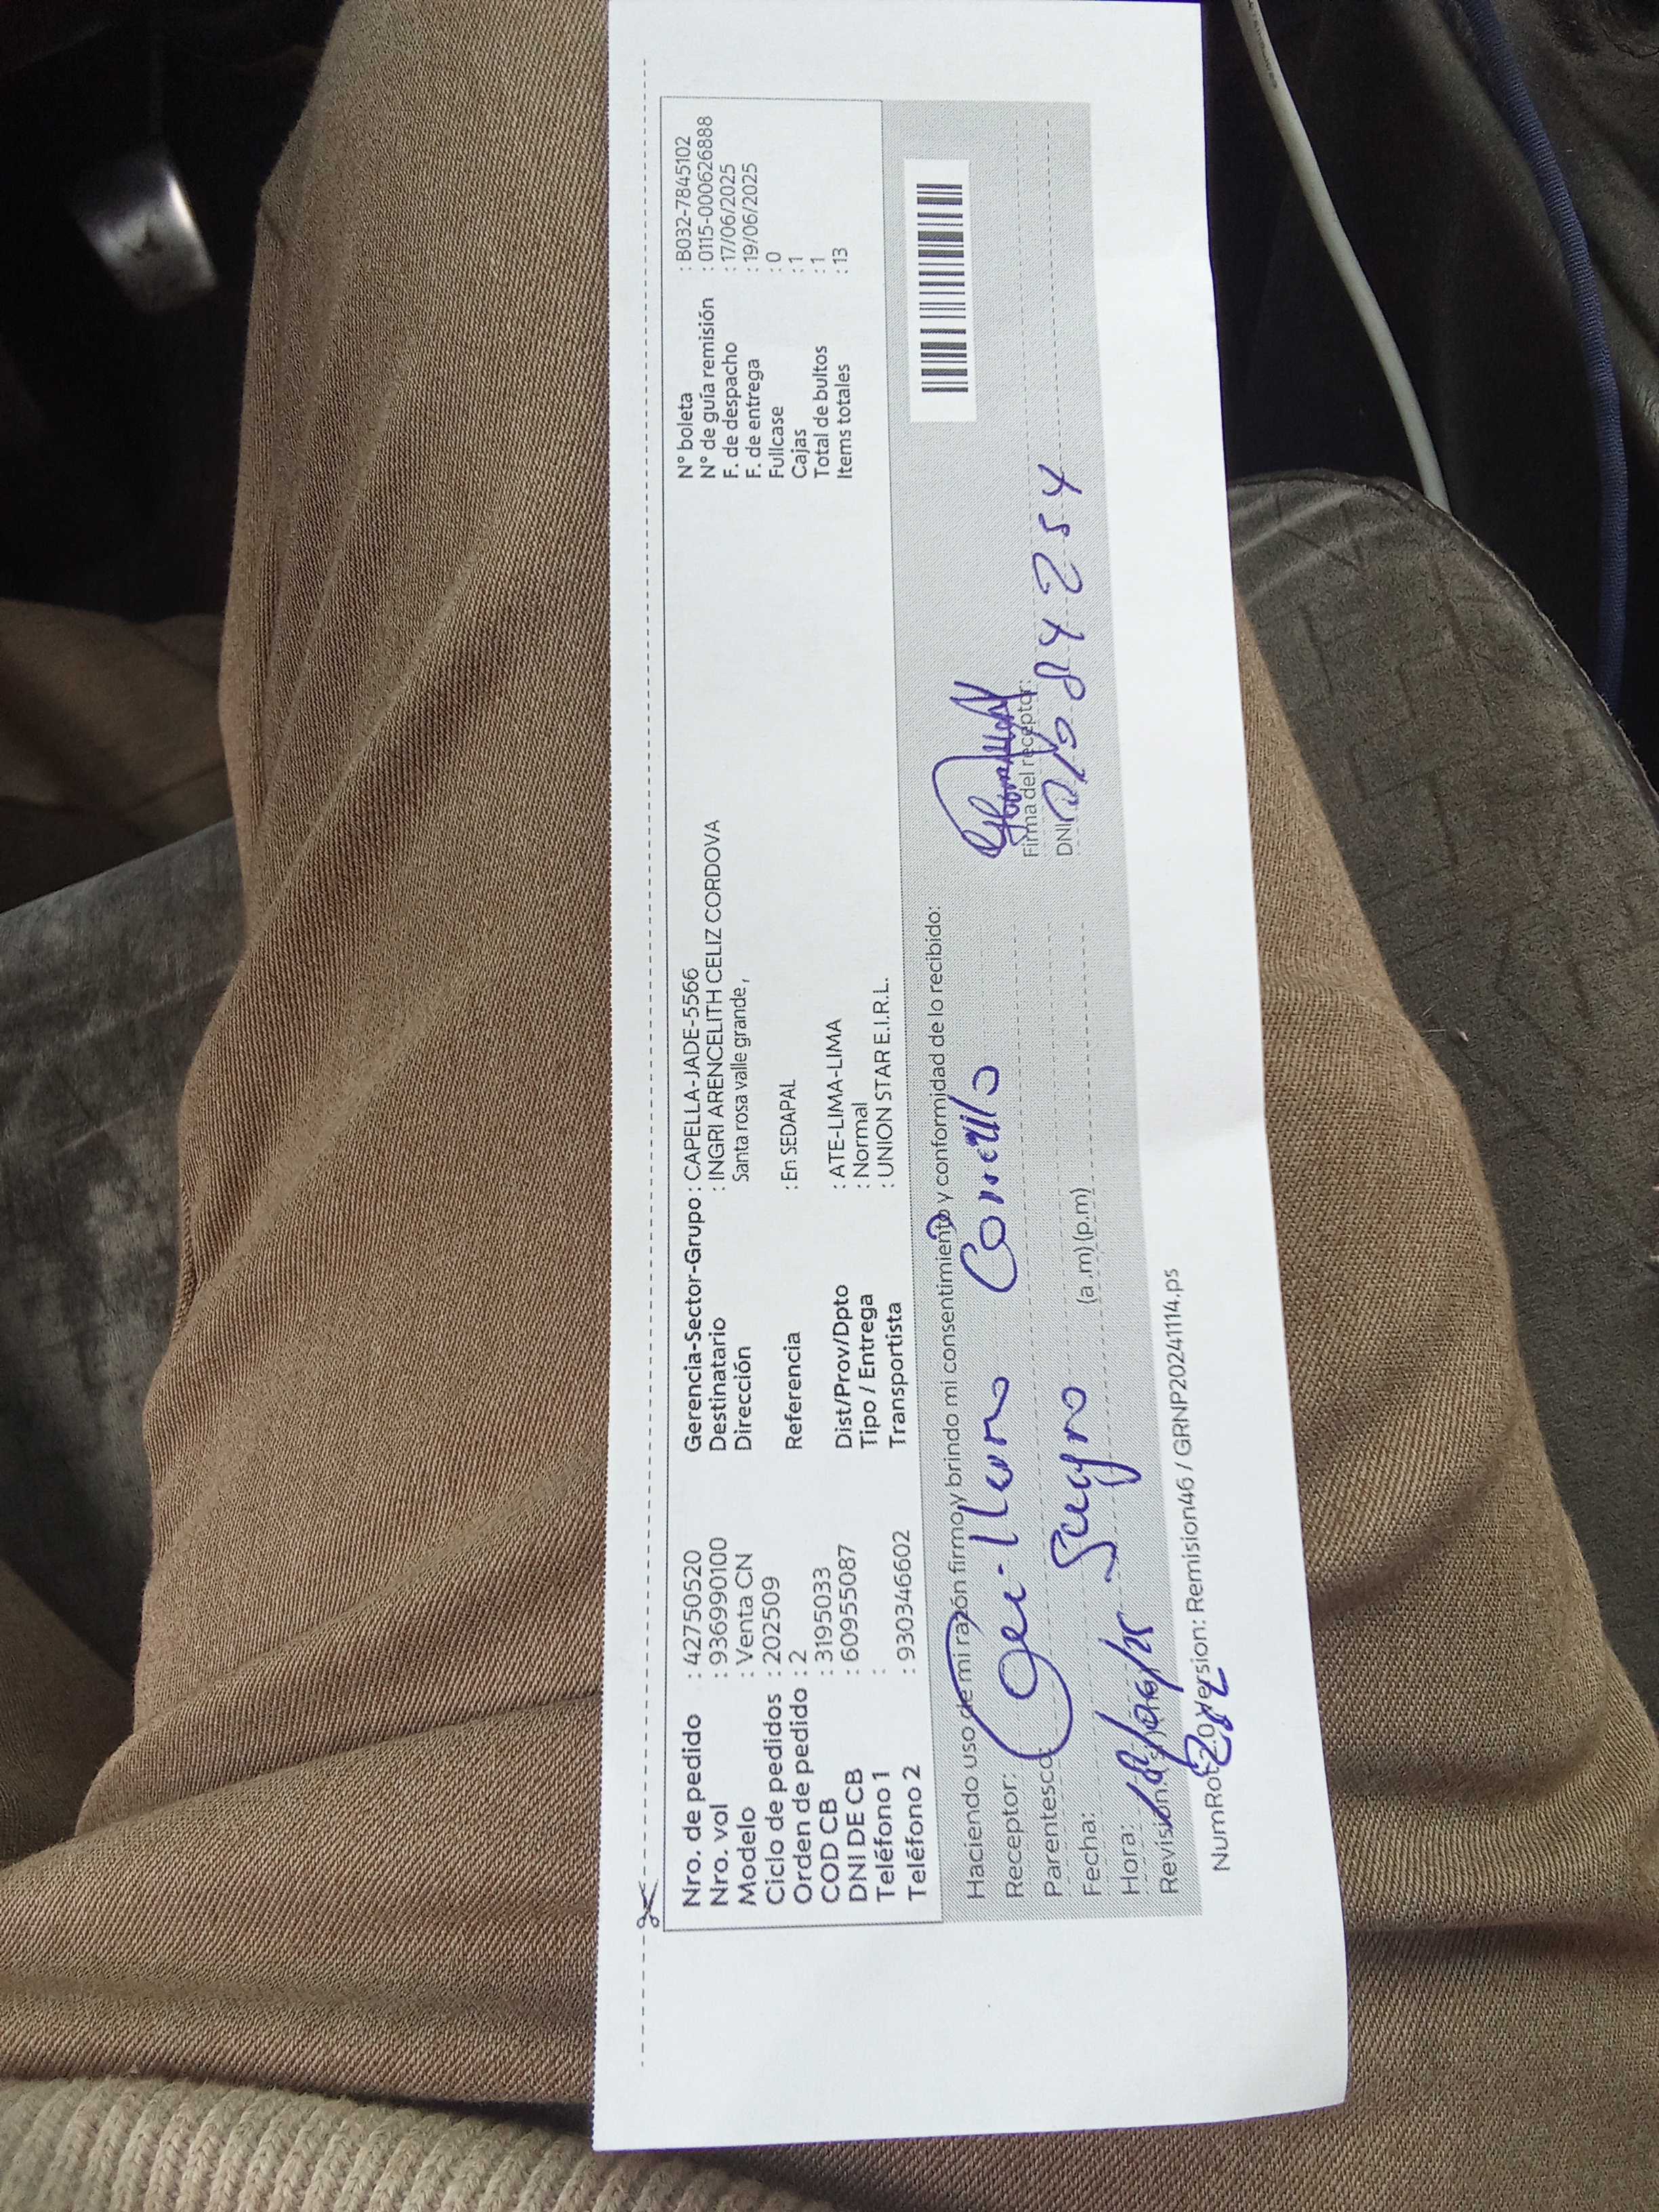 Nro. de pedido : 42750520
Nro. vol : 936990100
Modelo : Venta CN
Ciclo de pedidos : 202509
Orden de pedido : 2
COD CB : 3195033
DNI DE CB : 60955087
Teléfono 1 :
Teléfono 2 : 930346602
Gerencia-Sector-Grupo : CAPELLA-JADE-5566
Destinatario : INGRI ARENCELITH CELIZ CORDOVA
Dirección Santa rosa valle grande ,
Referencia : En SEDAPAL
Dist/Prov/Dpto : ATE-LIMA-LIMA
Tipo / Entrega : Normal
Transportista : UNION STAR E.I.R.L.
N° boleta : B032-7845102
N° de guía remisión : 0115-000626888
F. de despacho : 17/06/2025
F. de entrega : 19/06/2025
Fullcase : 0
Cajas : 1
Total de bultos : 1
Items totales : 13
Haciendo uso de mi razón firmo y brindo mi consentimiento y conformidad de lo recibido:
Receptor:
Parentesco: Suegro
Fecha: (a.m) (p.m)
Hora:
Firma del receptor:
DNI
Version: Remision46 / GRNP20241114.ps